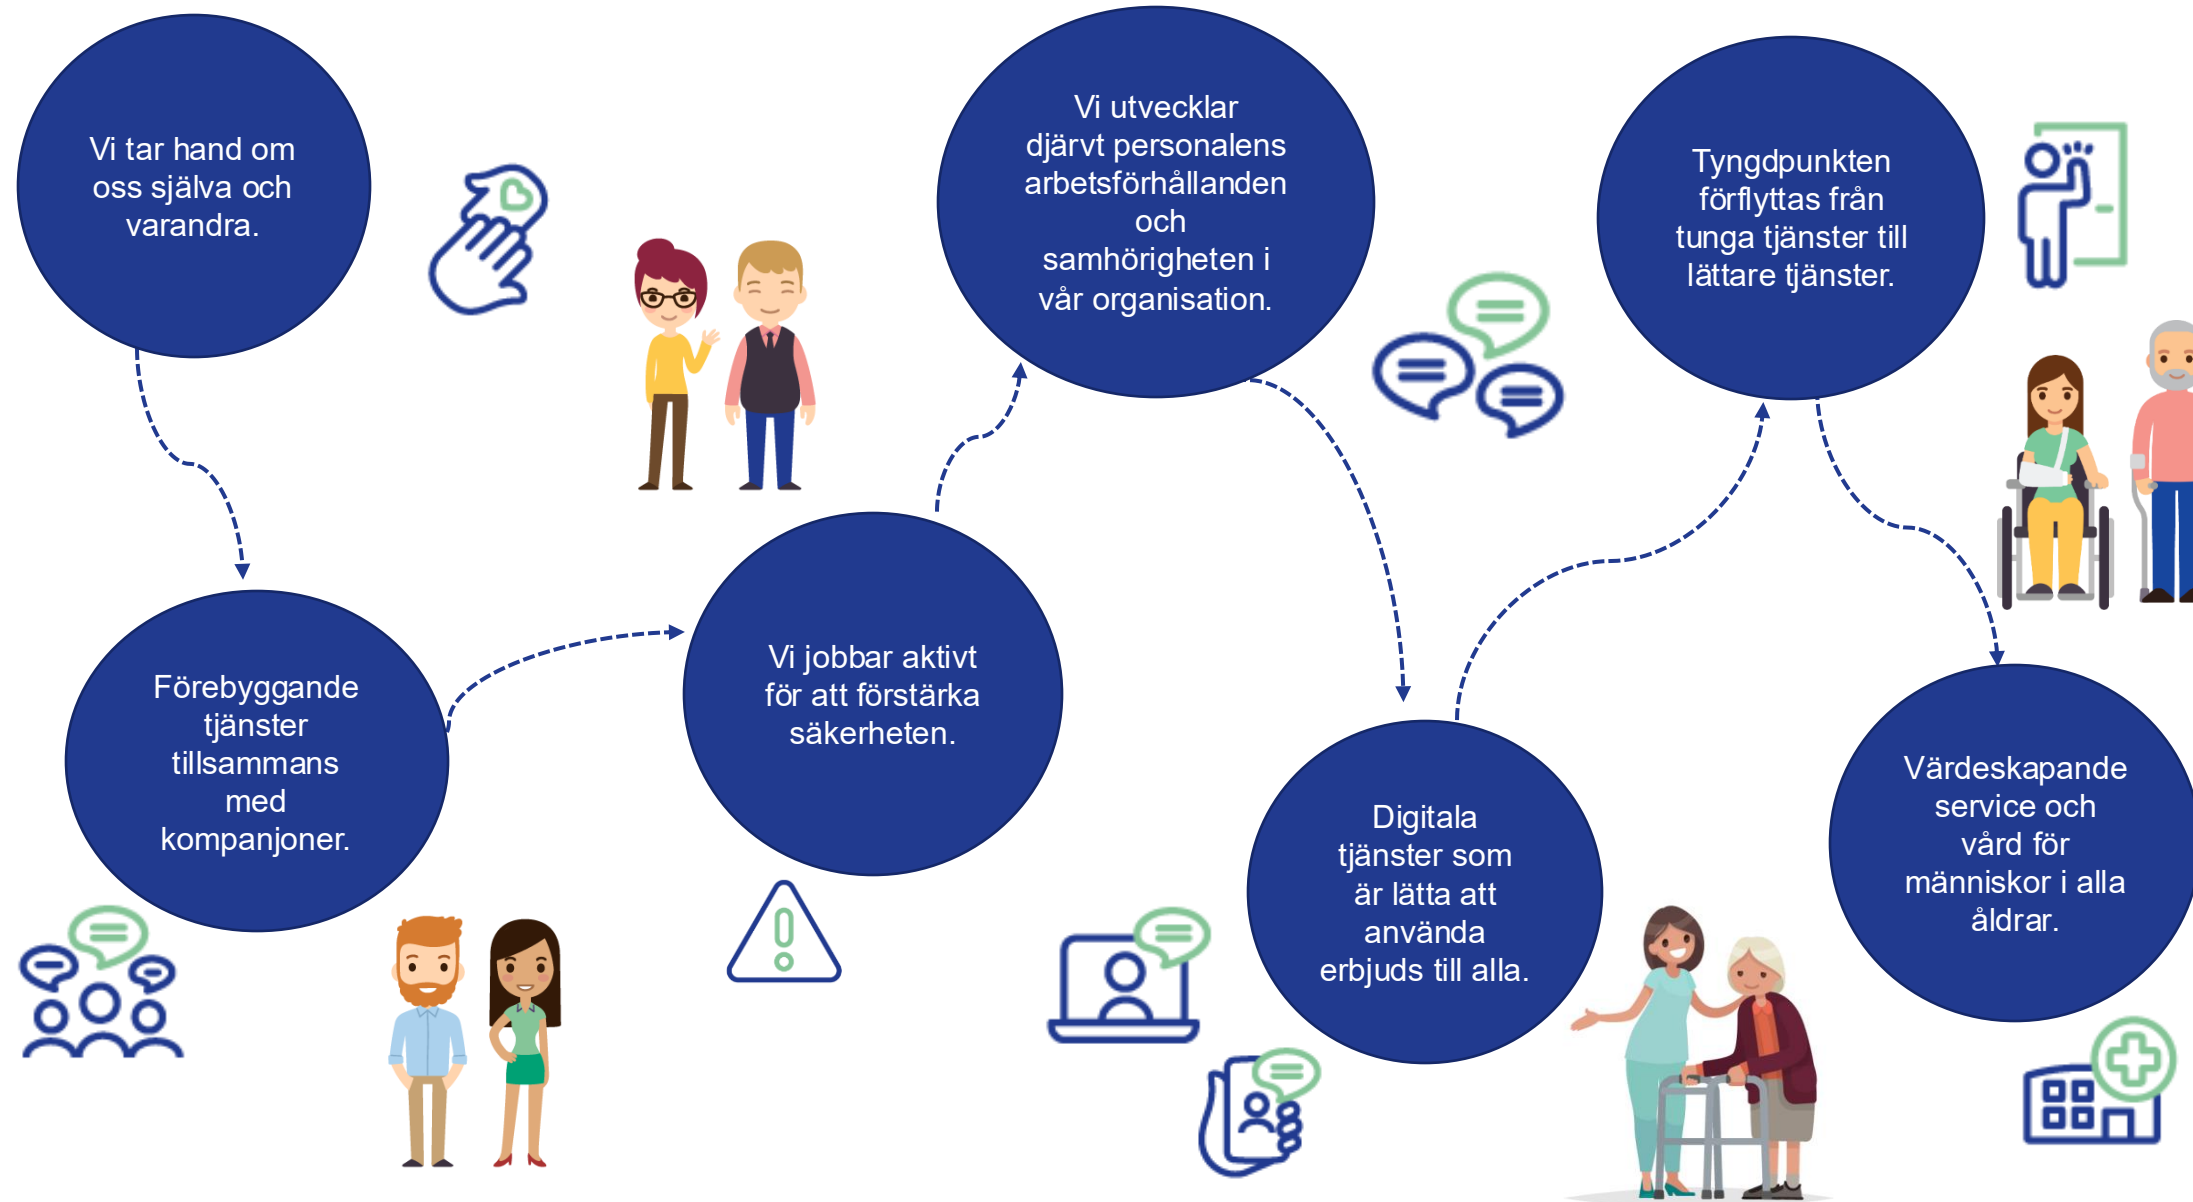 Vi tar hand om
oss själva och
varandra.
Förebyggande
tjänster
tillsammans
med
kompanjoner.
Vi jobbar aktivt
för att förstärka
säkerheten.
Vi utvecklar
djärvt personalens
arbetsförhållanden
och
samhörigheten i
vår organisation.
Digitala
tjänster som
är lätta att
använda
erbjuds till alla.
Tyngdpunkten
förflyttas från
tunga tjänster till
lättare tjänster.
Värdeskapande
service och
vård för
människor i alla
åldrar.